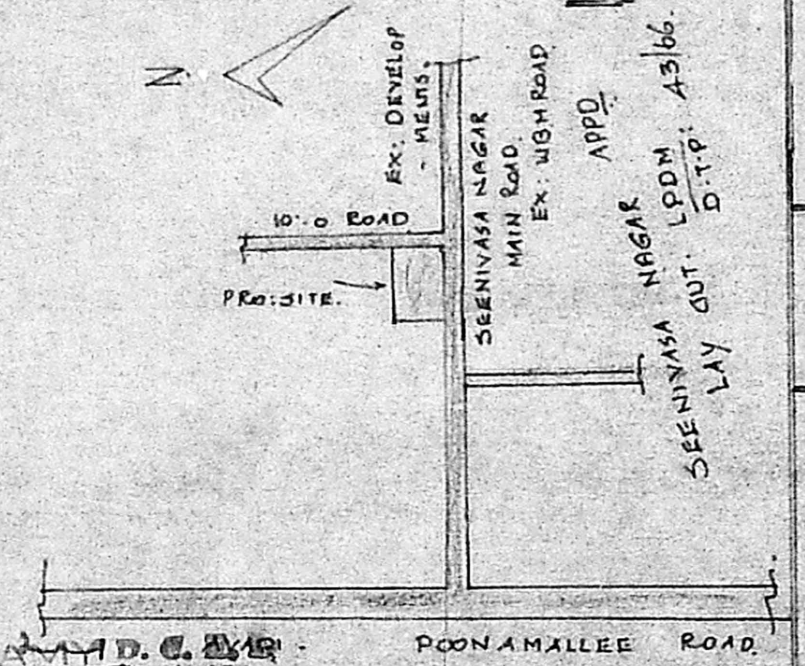 N
EX: DEVELOP
- MENTS.
10'-0 ROAD
PRO: SITE.
SEENIVASA NAGAR
MAIN ROAD.
EX: WBM ROAD
APPD
SEENIVASA NAGAR
LAY OUT. LPDM
D.T.P: 43/66.
D. C.
POONAMALLEE ROAD.